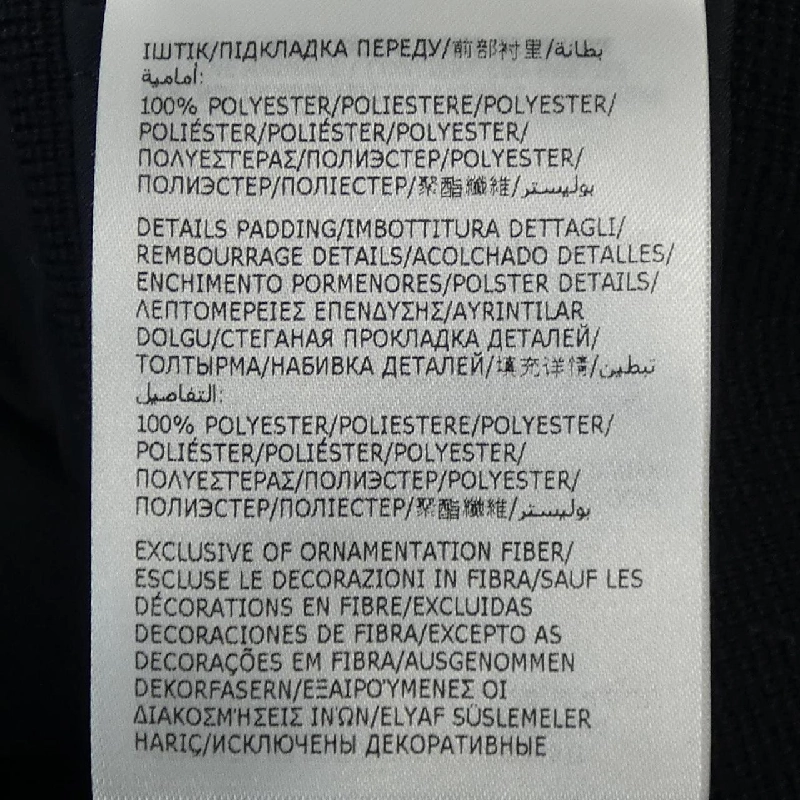 ІШТІК/ПІДКЛАДКА ПЕРЕДУ/前部衬里/بطانة
أمامية:
100% POLYESTER/POLIESTERE/POLYESTER/
POLIÉSTER/POLIÉSTER/POLYESTER/
ΠΟΛΥΕΣΤΕΡΑΣ/ПОЛИЭСТЕР/POLYESTER/
ПОЛИЭСТЕР/ПОЛІЕСТЕР/聚酯纖維/بوليستر
DETAILS PADDING/IMBOTTITURA DETTAGLI/
REMBOURRAGE DETAILS/ACOLCHADO DETALLES/
ENCHIMENTO PORMENORES/POLSTER DETAILS/
ΛΕΠΤΟΜΕΡΕΙΕΣ ΕΠΕΝΔΥΣΗΣ/AYRINTILAR
DOLGU/СТЕГАНАЯ ПРОКЛАДКА ДЕТАЛЕЙ/
ТОЛТЫРМА/НАБИВКА ДЕТАЛЕЙ/填充详情/تبطين
التفاصيل:
100% POLYESTER/POLIESTERE/POLYESTER/
POLIÉSTER/POLIÉSTER/POLYESTER/
ΠΟΛΥΕΣΤΕΡΑΣ/ПОЛИЭСТЕР/POLYESTER/
ПОЛИЭСТЕР/ПОЛІЕСТЕР/聚酯纖維/بوليستر
EXCLUSIVE OF ORNAMENTATION FIBER/
ESCLUSE LE DECORAZIONI IN FIBRA/SAUF LES
DÉCORATIONS EN FIBRE/EXCLUIDAS
DECORACIONES DE FIBRA/EXCEPTO AS
DECORAÇÕES EM FIBRA/AUSGENOMMEN
DEKORFASERN/ΕΞΑΙΡΟΎΜΕΝΕΣ ΟΙ
ΔΙΑΚΟΣΜΉΣΕΙΣ ΙΝΏΝ/ELYAF SÜSLEMELER
HARİÇ/ИСКЛЮЧЕНЫ ДЕКОРАТИВНЫЕ